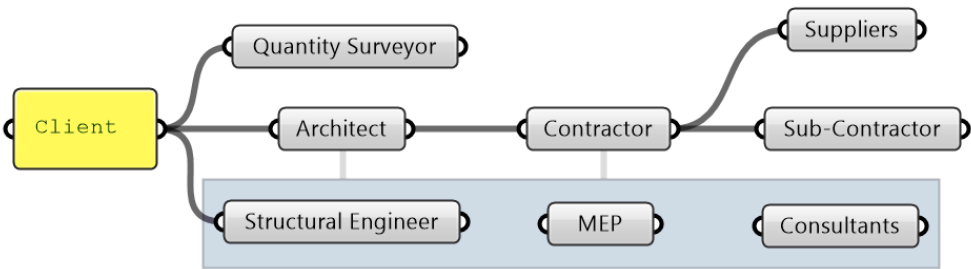 Suppliers
Quantity Surveyor
Client
Architect
Contractor
Sub-Contractor
Structural Engineer
MEP
Consultants